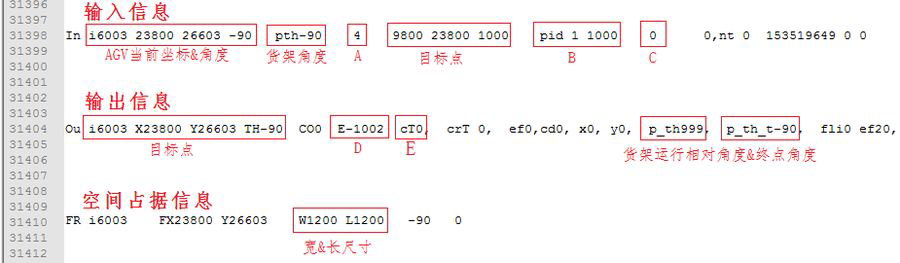 31396
31397 输入信息
31398 In i6003 23800 26603 -90 pth-90 4 9800 23800 1000 pid 1 1000 0 0,nt 0 153519649 0 0
31399 AGV当前坐标&角度 货架角度 A 目标点 B C
31400
31401
31402 输出信息
31403
31404 Ou i6003 X23800 Y26603 TH-90 CO0 E-1002 cT0, crT 0, ef0,cd0, x0, y0, p_th999, p_th_t-90, fli0 ef20,
31405 目标点 D E 货架运行相对角度&终点角度
31406
31407
31408
31409 空间占据信息
31410 FR i6003 FX23800 Y26603 W1200 L1200 -90 0
31411 宽&长尺寸
31412